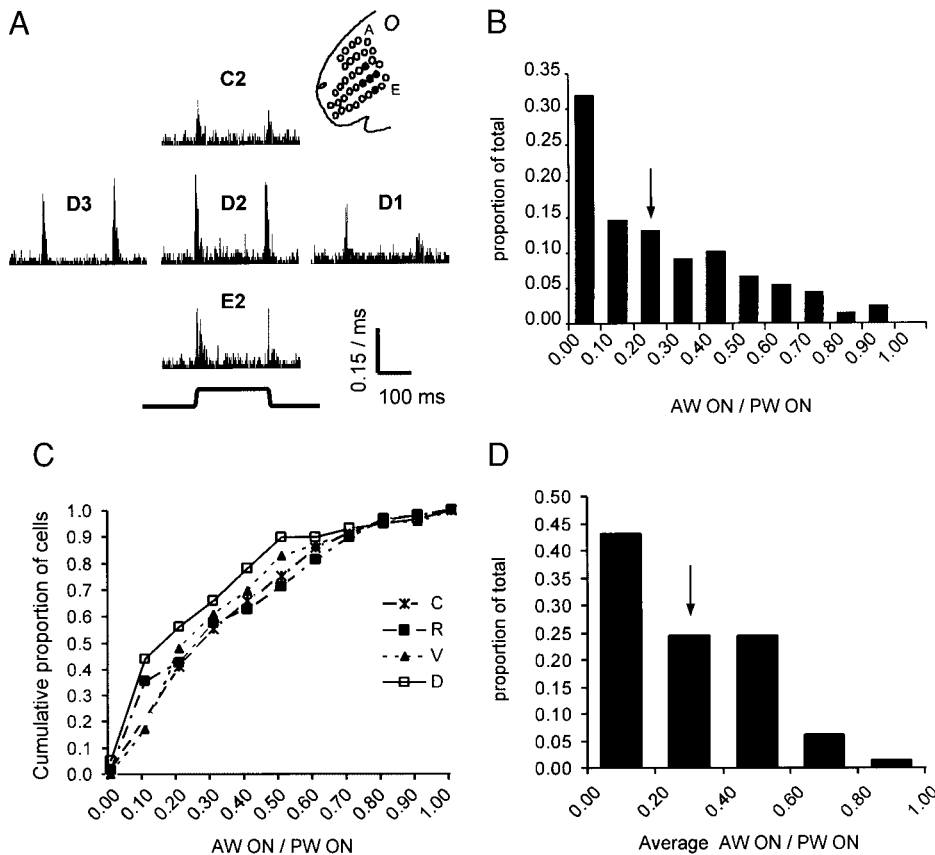 A
C2
A
E
D3
D2
D1
E2
0.15 / ms
100 ms
B
proportion of total
0.35
0.30
0.25
0.20
0.15
0.10
0.05
0.00
0.00
0.10
0.20
0.30
0.40
0.50
0.60
0.70
0.80
0.90
1.00
AW ON / PW ON
C
Cumulative proportion of cells
1.0
0.9
0.8
0.7
0.6
0.5
0.4
0.3
0.2
0.1
0.0
C
R
V
D
0.00
0.10
0.20
0.30
0.40
0.50
0.60
0.70
0.80
0.90
1.00
AW ON / PW ON
D
proportion of total
0.50
0.45
0.40
0.35
0.30
0.25
0.20
0.15
0.10
0.05
0.00
0.00
0.20
0.40
0.60
0.80
1.00
Average AW ON / PW ON